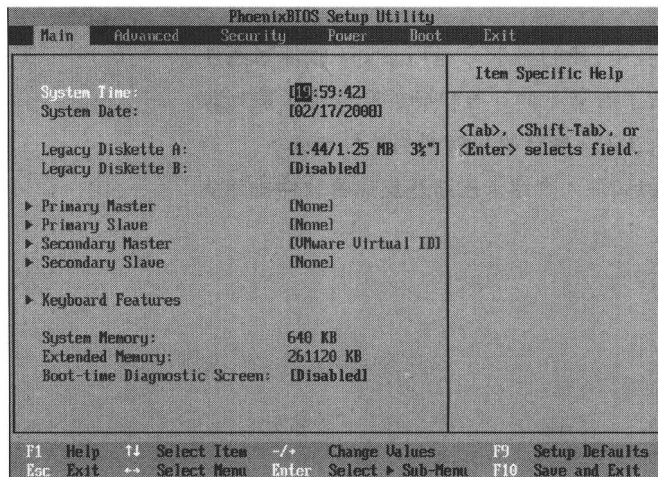 PhoenixBIOS Setup Utility
Main Advanced Security Power Boot Exit
Item Specific Help
System Time: [19:59:42]
System Date: [02/17/2008]
<Tab>, <Shift-Tab>, or
<Enter> selects field.
Legacy Diskette A: [1.44/1.25 MB 3½"]
Legacy Diskette B: [Disabled]
▶ Primary Master [None]
▶ Primary Slave [None]
▶ Secondary Master [VMware Virtual ID]
▶ Secondary Slave [None]
▶ Keyboard Features
System Memory: 640 KB
Extended Memory: 261120 KB
Boot-time Diagnostic Screen: [Disabled]
F1 Help ↑↓ Select Item -/+ Change Values F9 Setup Defaults
Esc Exit ↔ Select Menu Enter Select ▶ Sub-Menu F10 Save and Exit